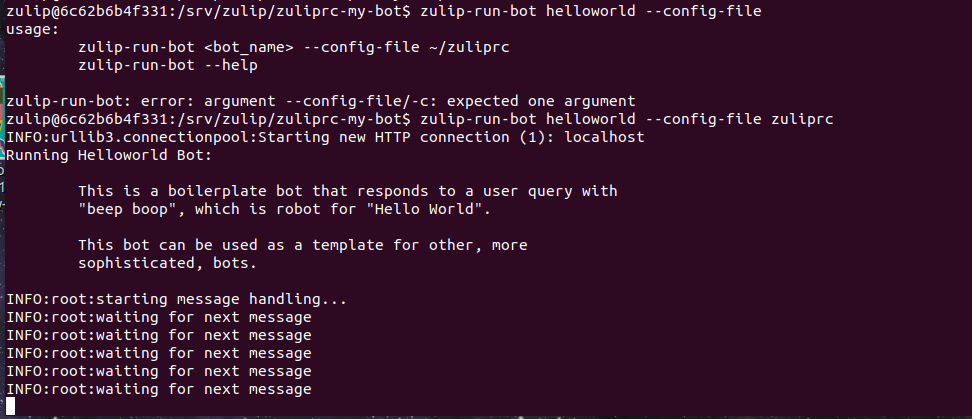 zulip@6c62b6b4f331:/srv/zulip/zuliprc-my-bot$ zulip-run-bot helloworld --config-file
usage:
        zulip-run-bot <bot_name> --config-file ~/zuliprc
        zulip-run-bot --help

zulip-run-bot: error: argument --config-file/-c: expected one argument
zulip@6c62b6b4f331:/srv/zulip/zuliprc-my-bot$ zulip-run-bot helloworld --config-file zuliprc
INFO:urllib3.connectionpool:Starting new HTTP connection (1): localhost
Running Helloworld Bot:

        This is a boilerplate bot that responds to a user query with
        "beep boop", which is robot for "Hello World".

        This bot can be used as a template for other, more
        sophisticated, bots.

INFO:root:starting message handling...
INFO:root:waiting for next message
INFO:root:waiting for next message
INFO:root:waiting for next message
INFO:root:waiting for next message
INFO:root:waiting for next message